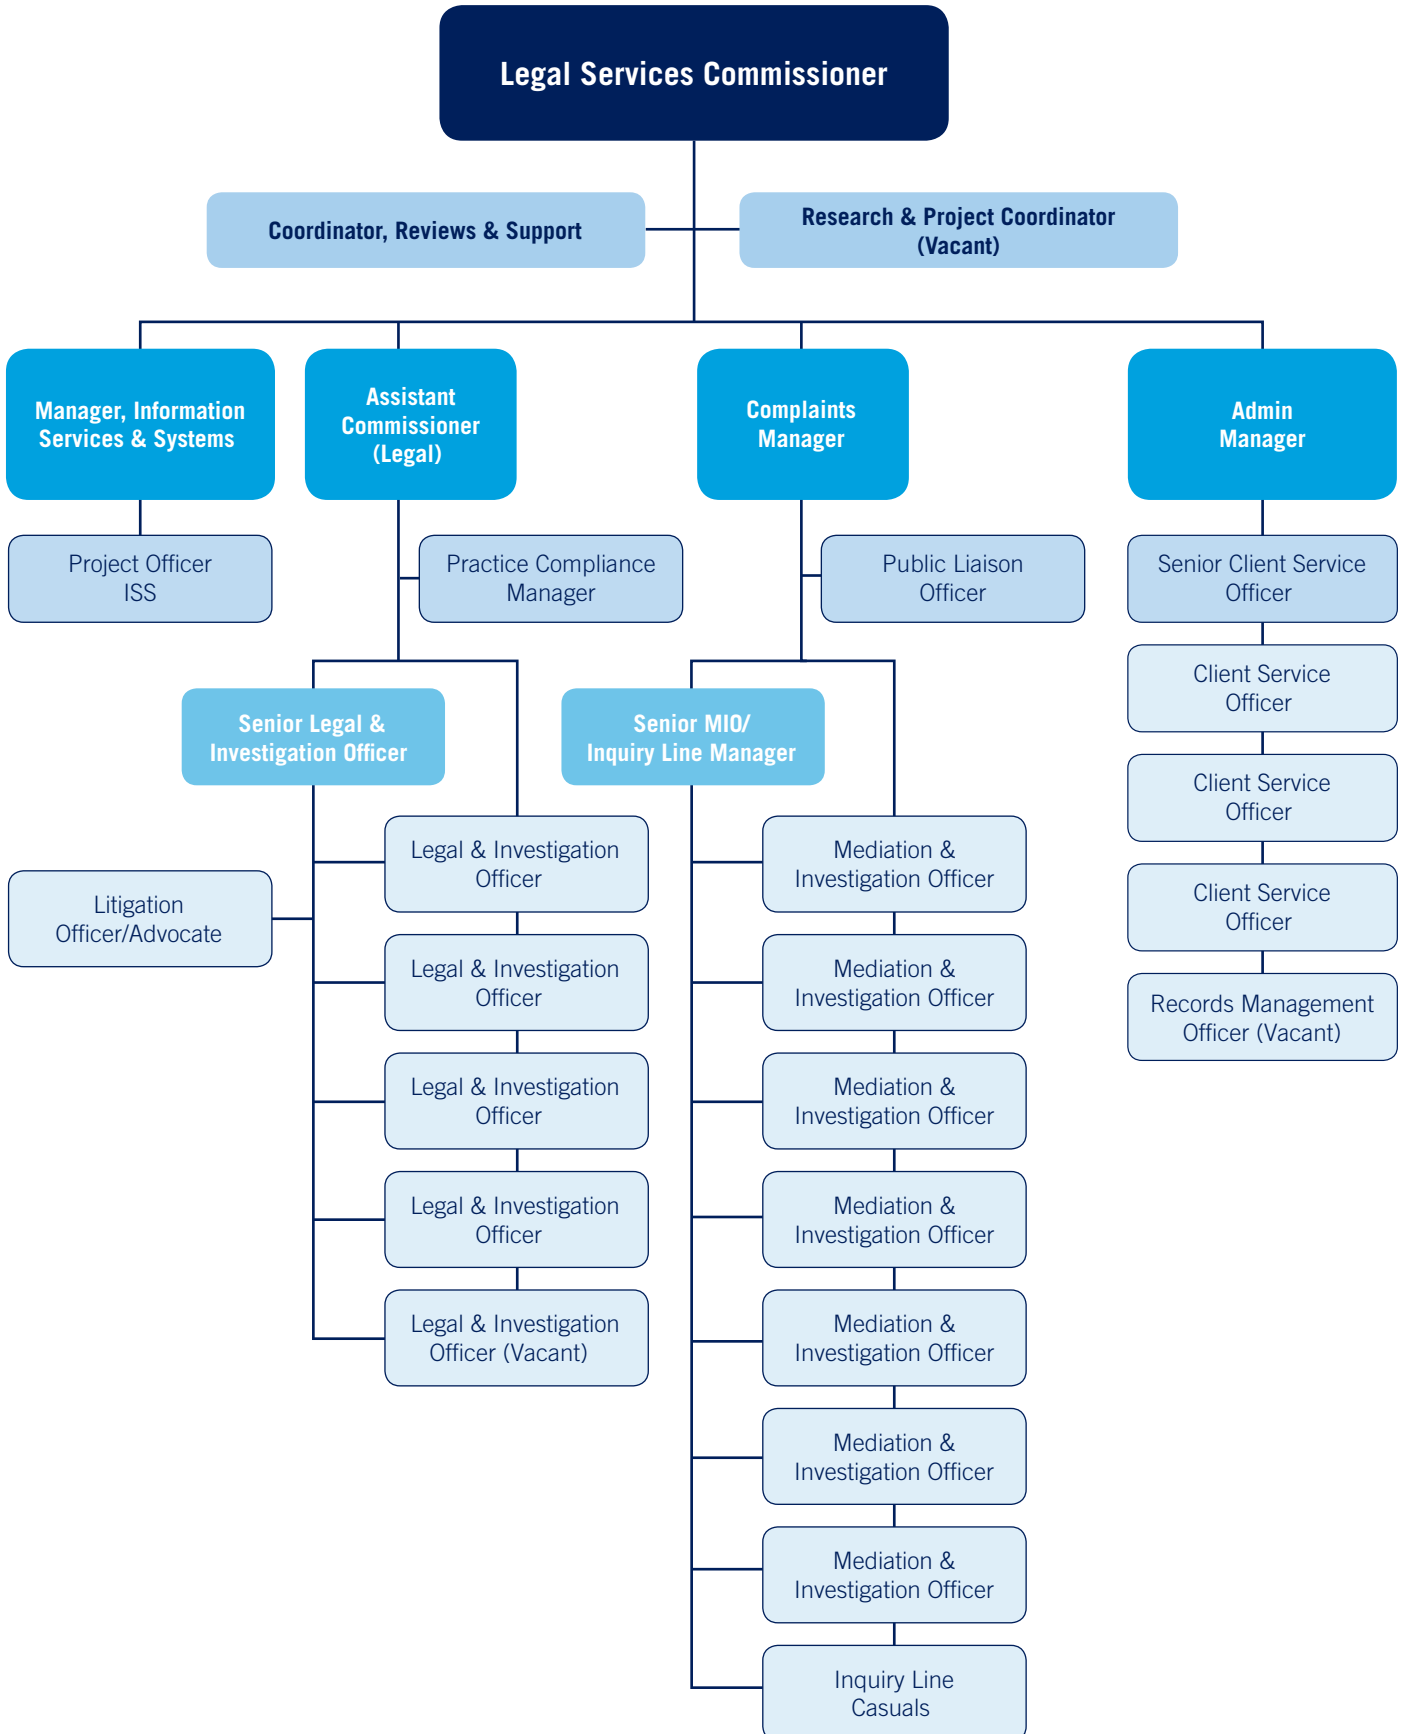 Legal Services Commissioner
Coordinator, Reviews & Support
Research & Project Coordinator
(Vacant)
Manager, Information
Services & Systems
Assistant
Commissioner
(Legal)
Complaints
Manager
Admin
Manager
Project Officer
ISS
Practice Compliance
Manager
Public Liaison
Officer
Senior Client Service
Officer
Client Service
Officer
Client Service
Officer
Client Service
Officer
Records Management
Officer (Vacant)
Senior Legal &
Investigation Officer
Senior MIO/
Inquiry Line Manager
Litigation
Officer/Advocate
Legal & Investigation
Officer
Legal & Investigation
Officer
Legal & Investigation
Officer
Legal & Investigation
Officer
Legal & Investigation
Officer (Vacant)
Mediation &
Investigation Officer
Mediation &
Investigation Officer
Mediation &
Investigation Officer
Mediation &
Investigation Officer
Mediation &
Investigation Officer
Mediation &
Investigation Officer
Mediation &
Investigation Officer
Inquiry Line
Casuals